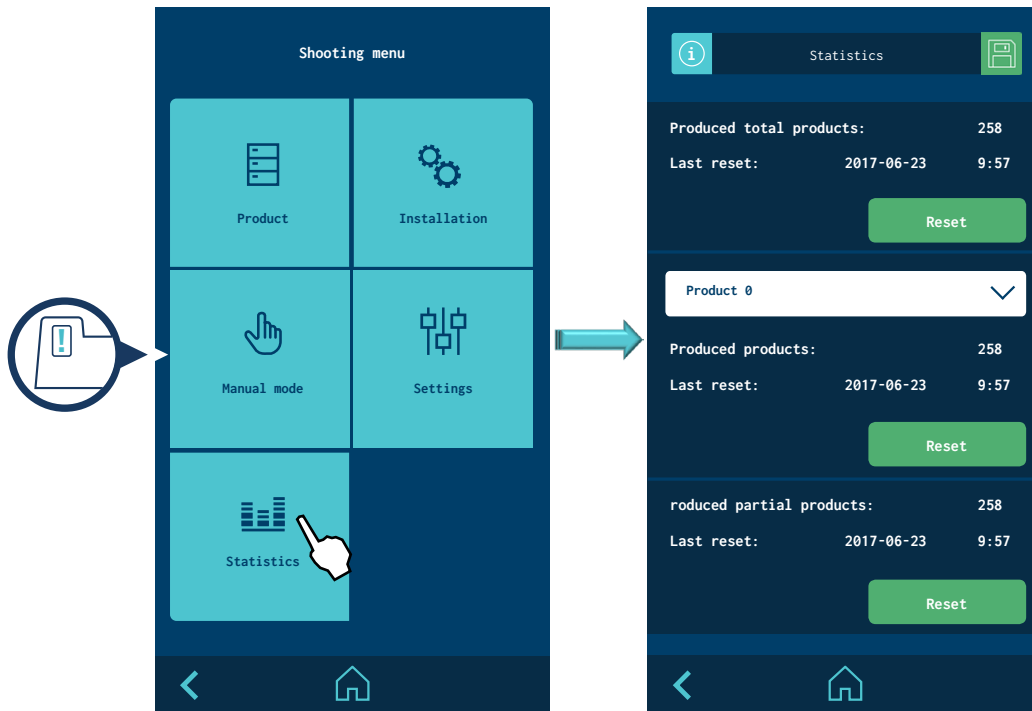 Shooting menu
Product
Installation
Manual mode
Settings
Statistics
!
i
Statistics
Produced total products: 258
Last reset: 2017-06-23 9:57
Reset
Product 0
Produced products: 258
Last reset: 2017-06-23 9:57
Reset
roduced partial products: 258
Last reset: 2017-06-23 9:57
Reset